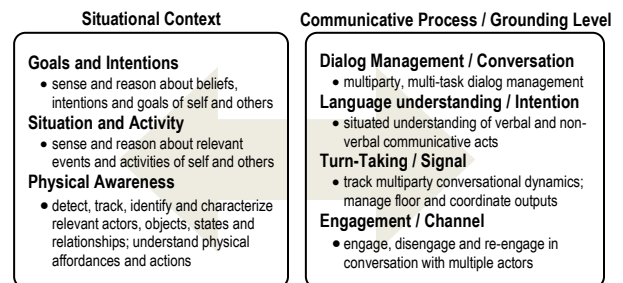 Situational Context
Goals and Intentions
• sense and reason about beliefs,
intentions and goals of self and others
Situation and Activity
• sense and reason about relevant
events and activities of self and others
Physical Awareness
• detect, track, identify and characterize
relevant actors, objects, states and
relationships; understand physical
affordances and actions
Communicative Process / Grounding Level
Dialog Management / Conversation
• multiparty, multi-task dialog management
Language understanding / Intention
• situated understanding of verbal and non-
verbal communicative acts
Turn-Taking / Signal
• track multiparty conversational dynamics;
manage floor and coordinate outputs
Engagement / Channel
• engage, disengage and re-engage in
conversation with multiple actors